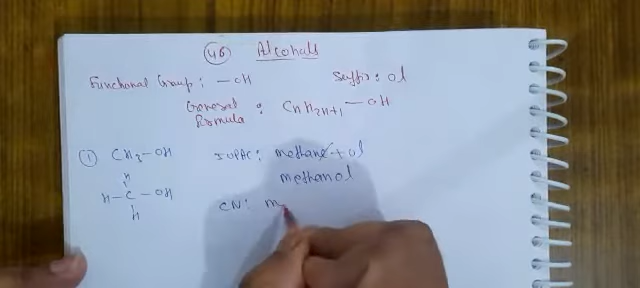 46 Alcohols
Functional Group : —OH Suffix : ol
General Formula : CnH2n+1 —OH
① CH3-OH IUPAC : methane + ol
methanol
H
H-C-OH
H
CN : m